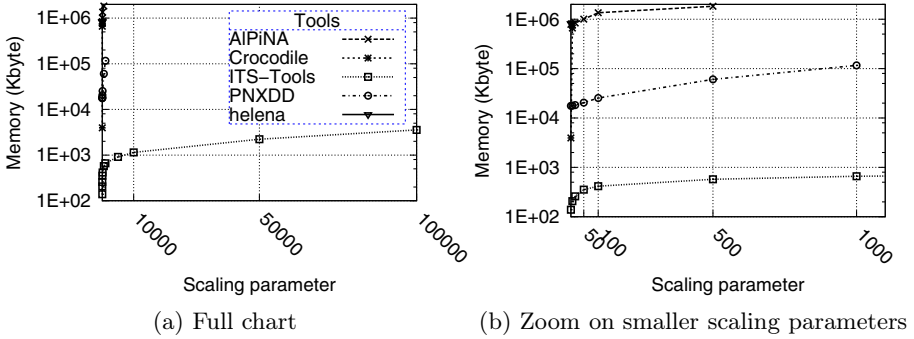 Memory (Kbyte)
1E+06
1E+05
1E+04
1E+03
1E+02
Tools
AlPiNA
Crocodile
ITS-Tools
PNXDD
helena
10000
50000
100000
Scaling parameter
(a) Full chart
Memory (Kbyte)
1E+06
1E+05
1E+04
1E+03
1E+02
50
100
500
1000
Scaling parameter
(b) Zoom on smaller scaling parameters